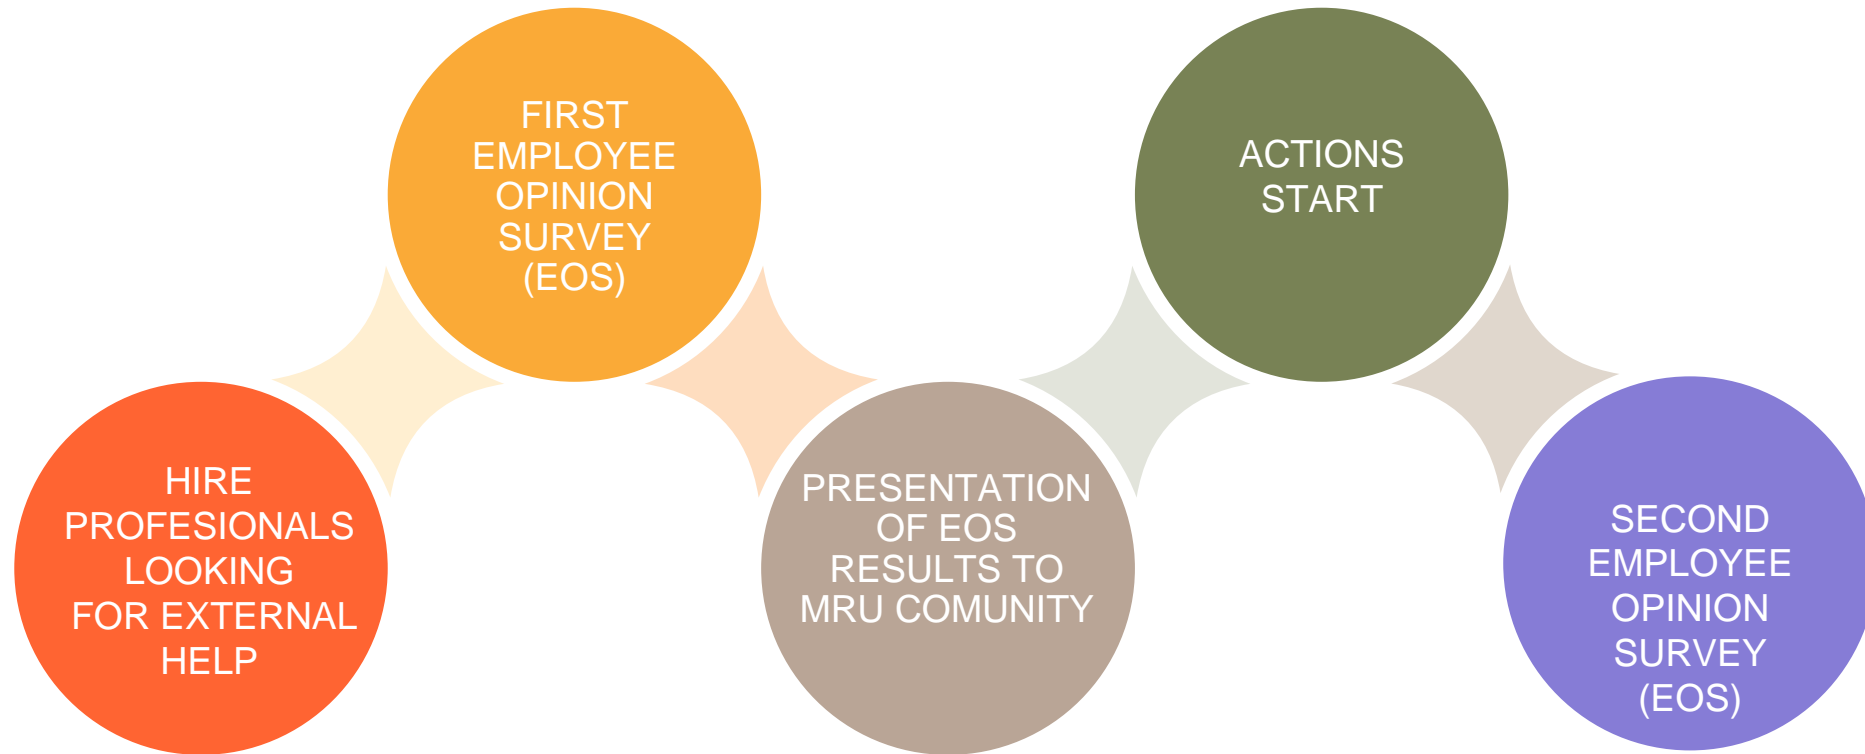 HIRE
PROFESIONALS
LOOKING
FOR EXTERNAL
HELP
FIRST
EMPLOYEE
OPINION
SURVEY
(EOS)
PRESENTATION
OF EOS
RESULTS TO
MRU COMUNITY
ACTIONS
START
SECOND
EMPLOYEE
OPINION
SURVEY
(EOS)